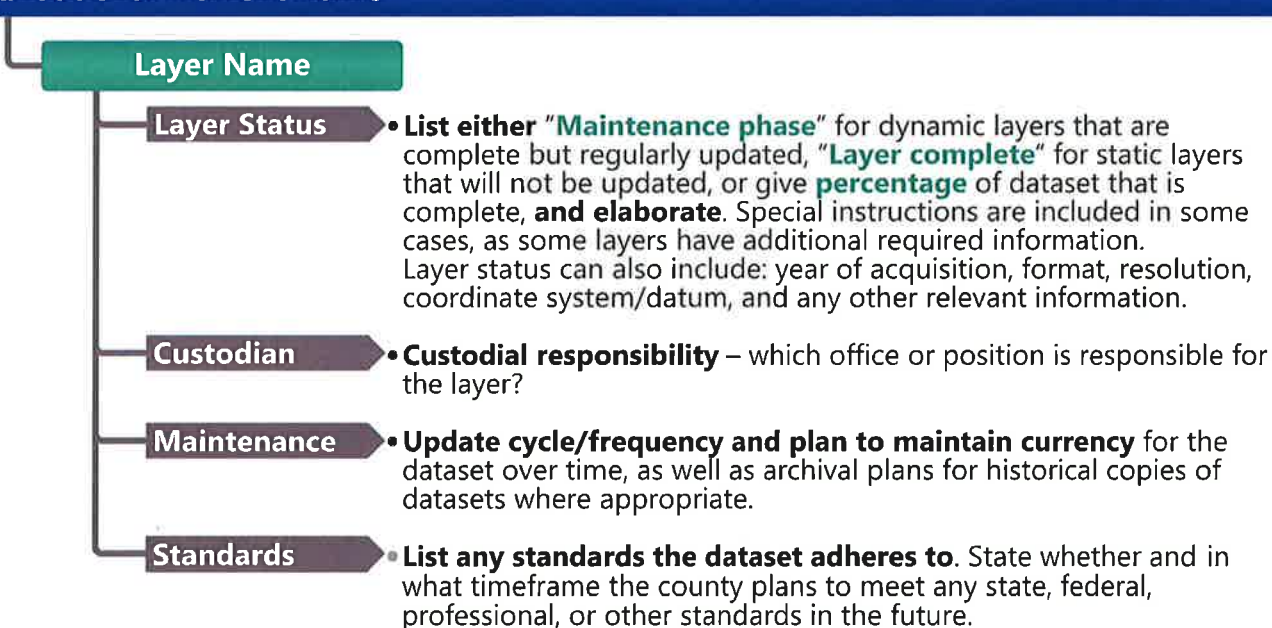 Layer Name
Layer Status
• List either "Maintenance phase" for dynamic layers that are
complete but regularly updated, "Layer complete" for static layers
that will not be updated, or give percentage of dataset that is
complete, and elaborate. Special instructions are included in some
cases, as some layers have additional required information.
Layer status can also include: year of acquisition, format, resolution,
coordinate system/datum, and any other relevant information.
Custodian
• Custodial responsibility – which office or position is responsible for
the layer?
Maintenance
• Update cycle/frequency and plan to maintain currency for the
dataset over time, as well as archival plans for historical copies of
datasets where appropriate.
Standards
• List any standards the dataset adheres to. State whether and in
what timeframe the county plans to meet any state, federal,
professional, or other standards in the future.